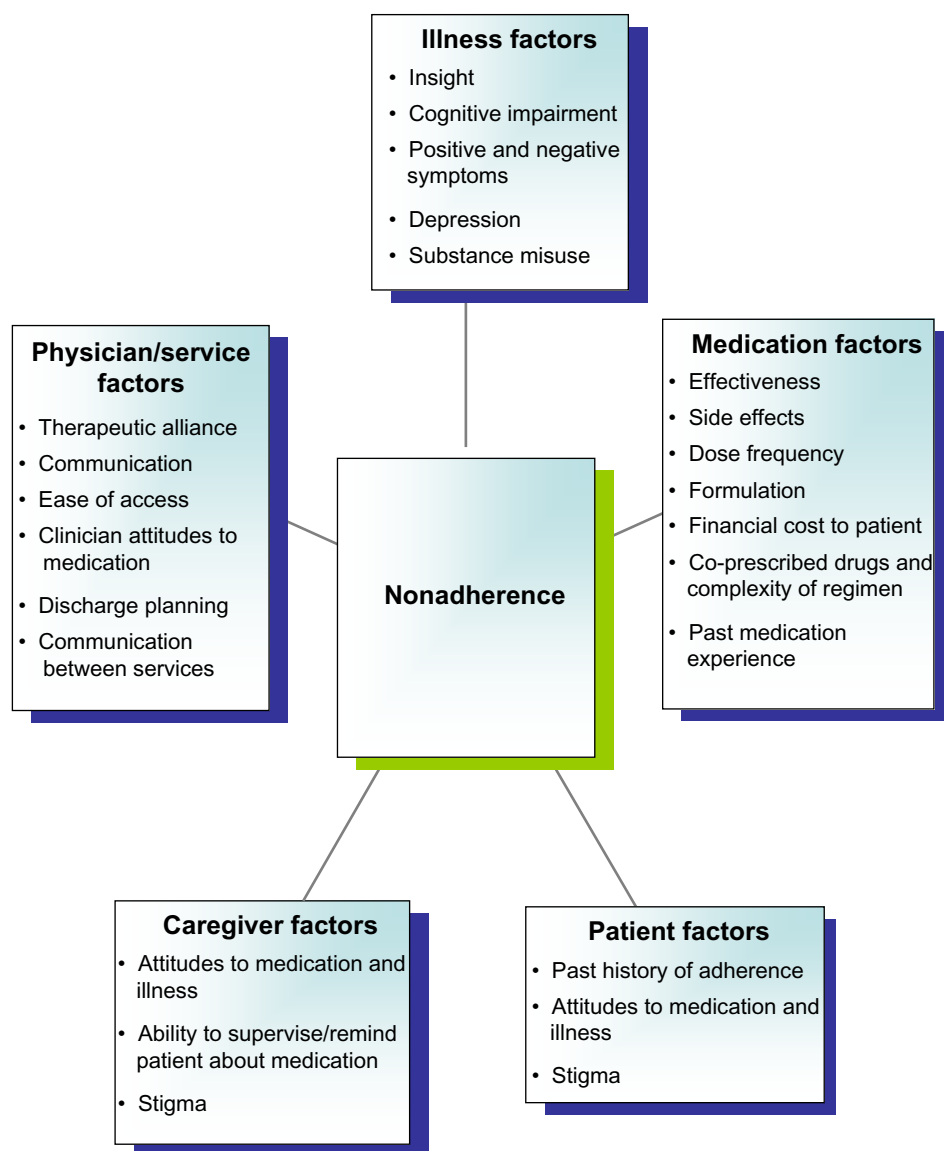 Illness factors
• Insight
• Cognitive impairment
• Positive and negative
symptoms
• Depression
• Substance misuse
Physician/service
factors
• Therapeutic alliance
• Communication
• Ease of access
• Clinician attitudes to
medication
• Discharge planning
• Communication
between services
Medication factors
• Effectiveness
• Side effects
• Dose frequency
• Formulation
• Financial cost to patient
• Co-prescribed drugs and
complexity of regimen
• Past medication
experience
Nonadherence
Caregiver factors
• Attitudes to medication and
illness
• Ability to supervise/remind
patient about medication
• Stigma
Patient factors
• Past history of adherence
• Attitudes to medication and
illness
• Stigma